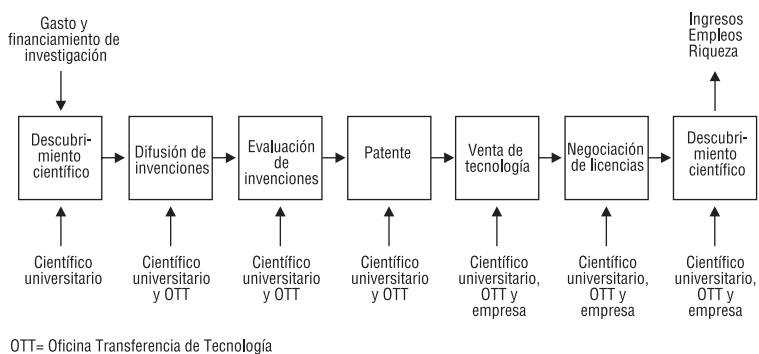 Gasto y
financiamiento de
investigación
Ingresos
Empleos
Riqueza
Descubri-
miento
científico
Difusión de
invenciones
Evaluación
de
invenciones
Patente
Venta de
tecnología
Negociación
de licencias
Descubri-
miento
científico
Científico
universitario
Científico
universitario
y OTT
Científico
universitario
y OTT
Científico
universitario
y OTT
Científico
universitario,
OTT y
empresa
Científico
universitario,
OTT y
empresa
Científico
universitario,
OTT y
empresa
OTT= Oficina Transferencia de Tecnología